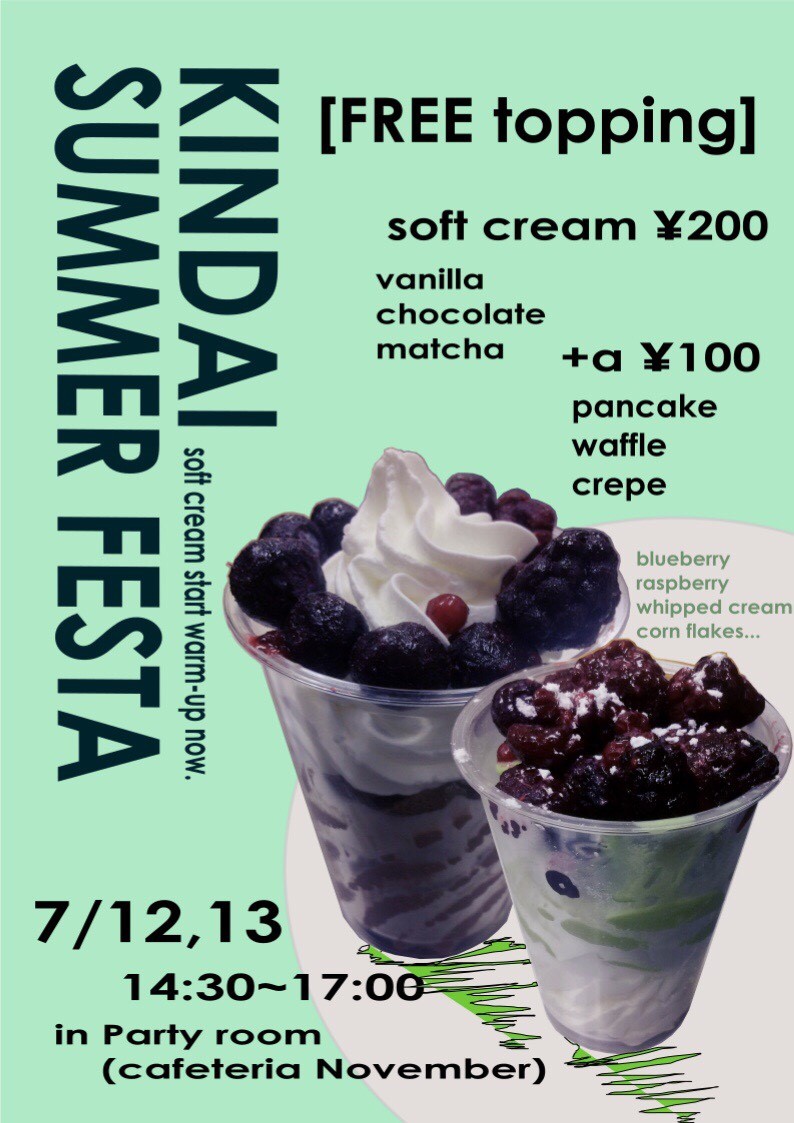 KINDAI
SUMMER FESTA
soft cream start warm-up now.
[FREE topping]
soft cream ¥200
vanilla
chocolate
matcha
+a ¥100
pancake
waffle
crepe
blueberry
raspberry
whipped cream
corn flakes...
7/12,13
14:30~17:00
in Party room
(cafeteria November)